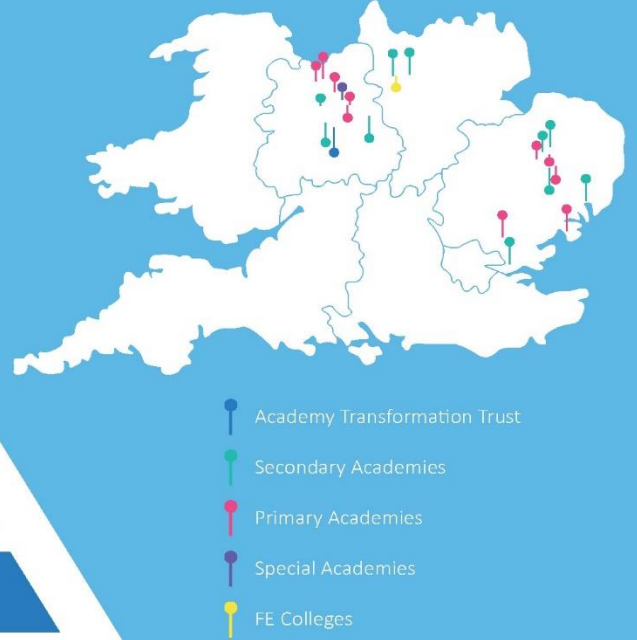 Academy Transformation Trust
Secondary Academies
Primary Academies
Special Academies
FE Colleges